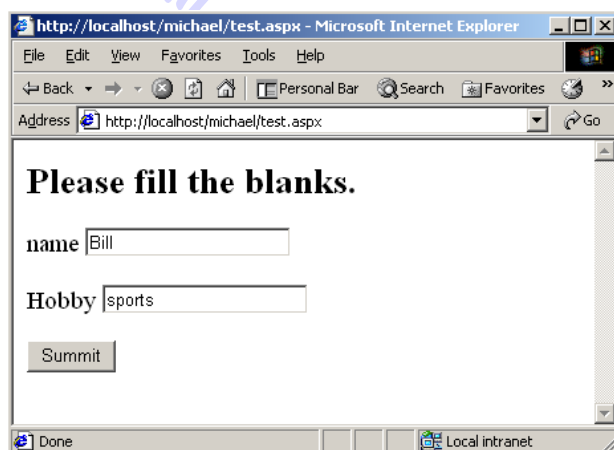 http://localhost/michael/test.aspx - Microsoft Internet Explorer
File Edit View Favorites Tools Help
Back Personal Bar Search Favorites »
Address http://localhost/michael/test.aspx Go
Please fill the blanks.
name Bill
Hobby sports
Summit
Done Local intranet